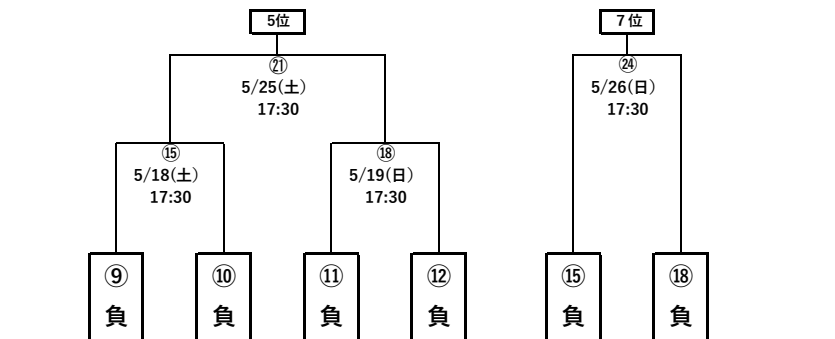 5位
㉑
5/25(土)
17:30
⑮
5/18(土)
17:30
⑱
5/19(日)
17:30
⑨
負
⑩
負
⑪
負
⑫
負
７位
㉔
5/26(日)
17:30
⑮
負
⑱
負